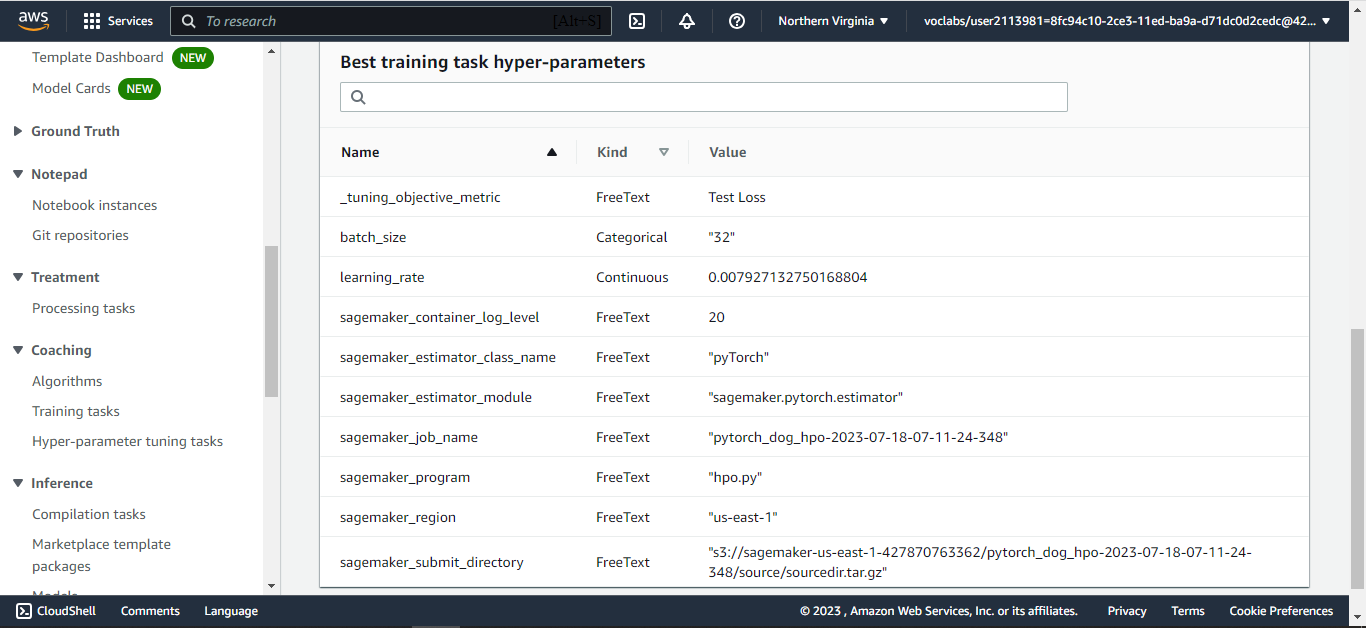 aws
Services
To research
[Alt+S]
Northern Virginia
voclabs/user2113981=8fc94c10-2ce3-11ed-ba9a-d71dc0d2cedc@42...
Template Dashboard NEW
Model Cards NEW
Ground Truth
Notepad
Notebook instances
Git repositories
Treatment
Processing tasks
Coaching
Algorithms
Training tasks
Hyper-parameter tuning tasks
Inference
Compilation tasks
Marketplace template
packages
Models
Best training task hyper-parameters
Name Kind Value
_tuning_objective_metric FreeText Test Loss
batch_size Categorical "32"
learning_rate Continuous 0.007927132750168804
sagemaker_container_log_level FreeText 20
sagemaker_estimator_class_name FreeText "pyTorch"
sagemaker_estimator_module FreeText "sagemaker.pytorch.estimator"
sagemaker_job_name FreeText "pytorch_dog_hpo-2023-07-18-07-11-24-348"
sagemaker_program FreeText "hpo.py"
sagemaker_region FreeText "us-east-1"
sagemaker_submit_directory FreeText "s3://sagemaker-us-east-1-427870763362/pytorch_dog_hpo-2023-07-18-07-11-24-
348/source/sourcedir.tar.gz"
CloudShell Comments Language
© 2023 , Amazon Web Services, Inc. or its affiliates. Privacy Terms Cookie Preferences